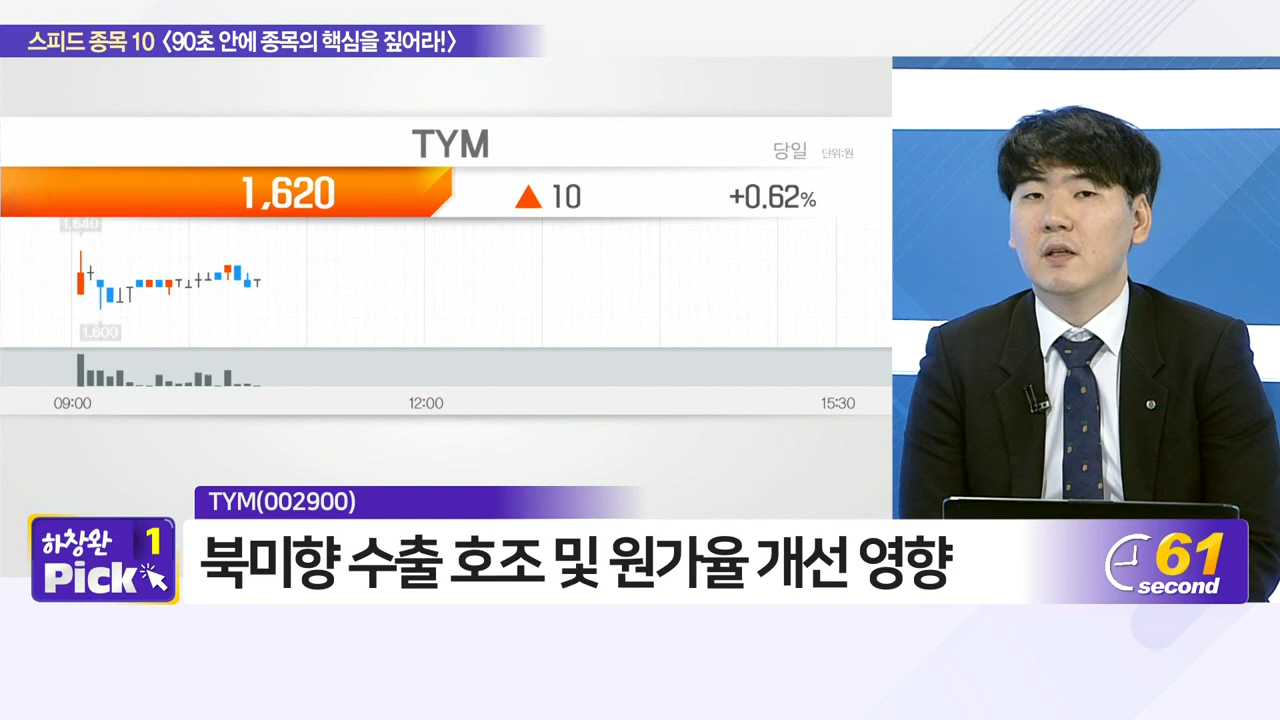 스피드 종목 10 〈90초 안에 종목의 핵심을 짚어라!〉
TYM
당일 단위:원
1,620 ▲ 10 +0.62%
1,640
1,600
09:00 12:00 15:30
TYM(002900)
하창완 1
Pick
북미향 수출 호조 및 원가율 개선 영향
61
second